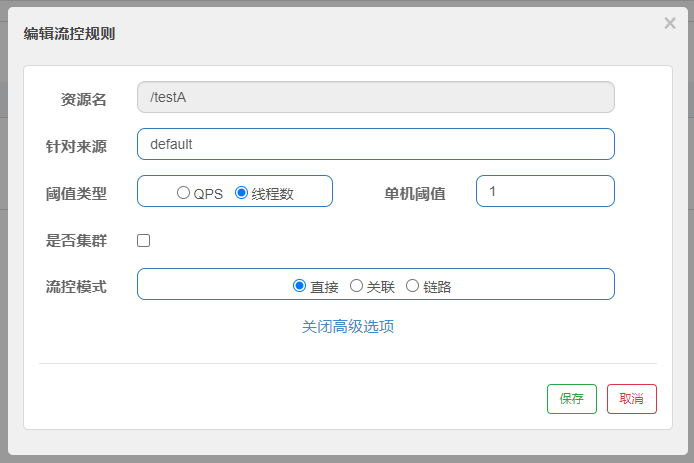 编辑流控规则 ×
资源名 /testA
针对来源 default
阈值类型 QPS 线程数 单机阈值 1
是否集群
流控模式 直接 关联 链路
关闭高级选项
保存 取消